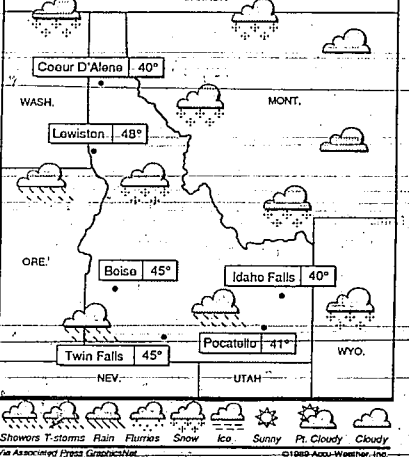 Coeur D'Alene 40°
WASH.
MONT.
Lewiston 48°
ORE.
Boise 45°
Idaho Falls 40°
Twin Falls 45°
Pocatello 41°
WYO.
NEV.
UTAH
Showers T-storms Rain Flurries Snow Ice Sunny Pt. Cloudy Cloudy
Via Associated Press GraphicsNet
©1989 Accu-Weather, Inc.